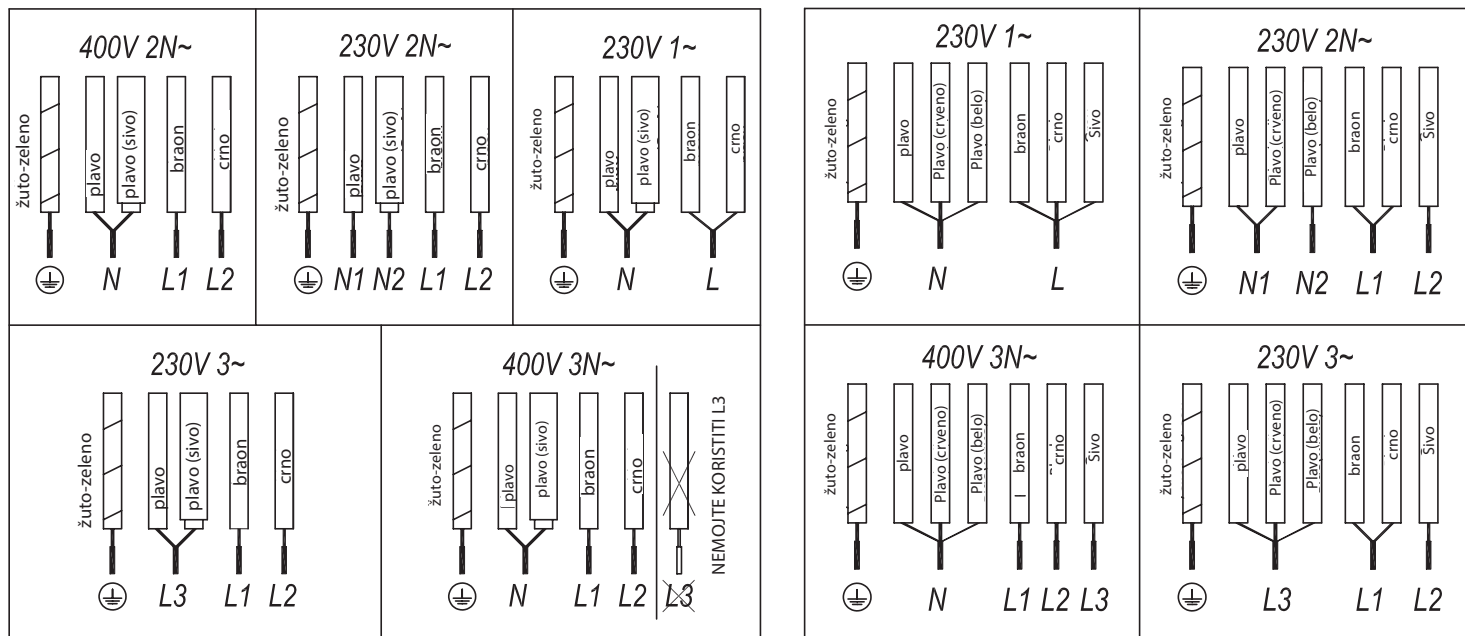 400V 2N~
žuto-zeleno
plavo
plavo (sivo)
braon
crno
N L1 L2
230V 2N~
žuto-zeleno
plavo
plavo (sivo)
braon
crno
N1 N2 L1 L2
230V 1~
žuto-zeleno
plavo
plavo (sivo)
braon
crno
N L
230V 3~
žuto-zeleno
plavo
plavo (sivo)
braon
crno
L3 L1 L2
400V 3N~
žuto-zeleno
plavo
plavo (sivo)
braon
crno
NEMOJTE KORISTITI L3
N L1 L2 L3
230V 1~
žuto-zeleno
plavo
Plavo (crveno)
Plavo (belo)
braon
crno
Sivo
N L
230V 2N~
žuto-zeleno
plavo
Plavo (crveno)
Plavo (belo)
braon
crno
Sivo
N1 N2 L1 L2
400V 3N~
žuto-zeleno
plavo
Plavo (crveno)
Plavo (belo)
braon
crno
Sivo
N L1 L2 L3
230V 3~
žuto-zeleno
plavo
Plavo (crveno)
Plavo (belo)
braon
crno
Sivo
L3 L1 L2